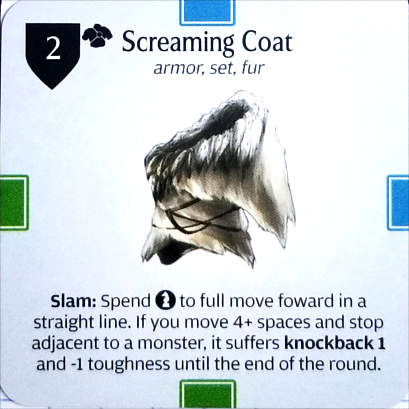 2
Screaming Coat
armor, set, fur
Slam: Spend to full move foward in a
straight line. If you move 4+ spaces and stop
adjacent to a monster, it suffers knockback 1
and -1 toughness until the end of the round.